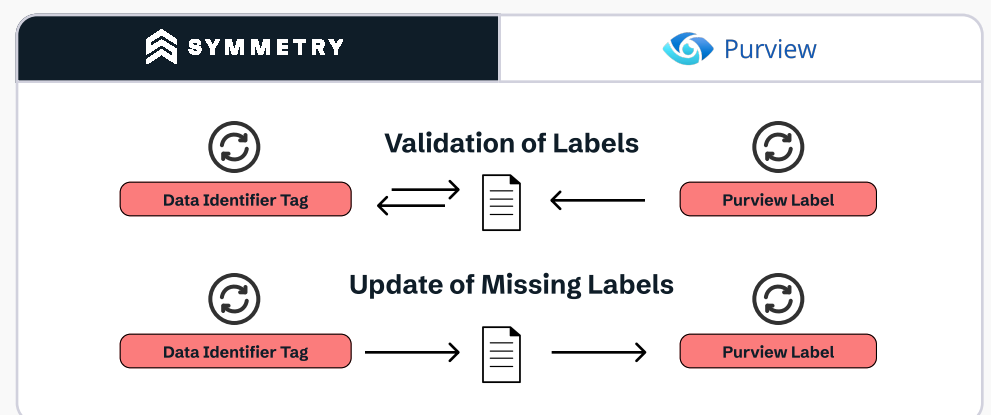 SYMMETRY
Purview
Validation of Labels
Data Identifier Tag
Purview Label
Update of Missing Labels
Data Identifier Tag
Purview Label